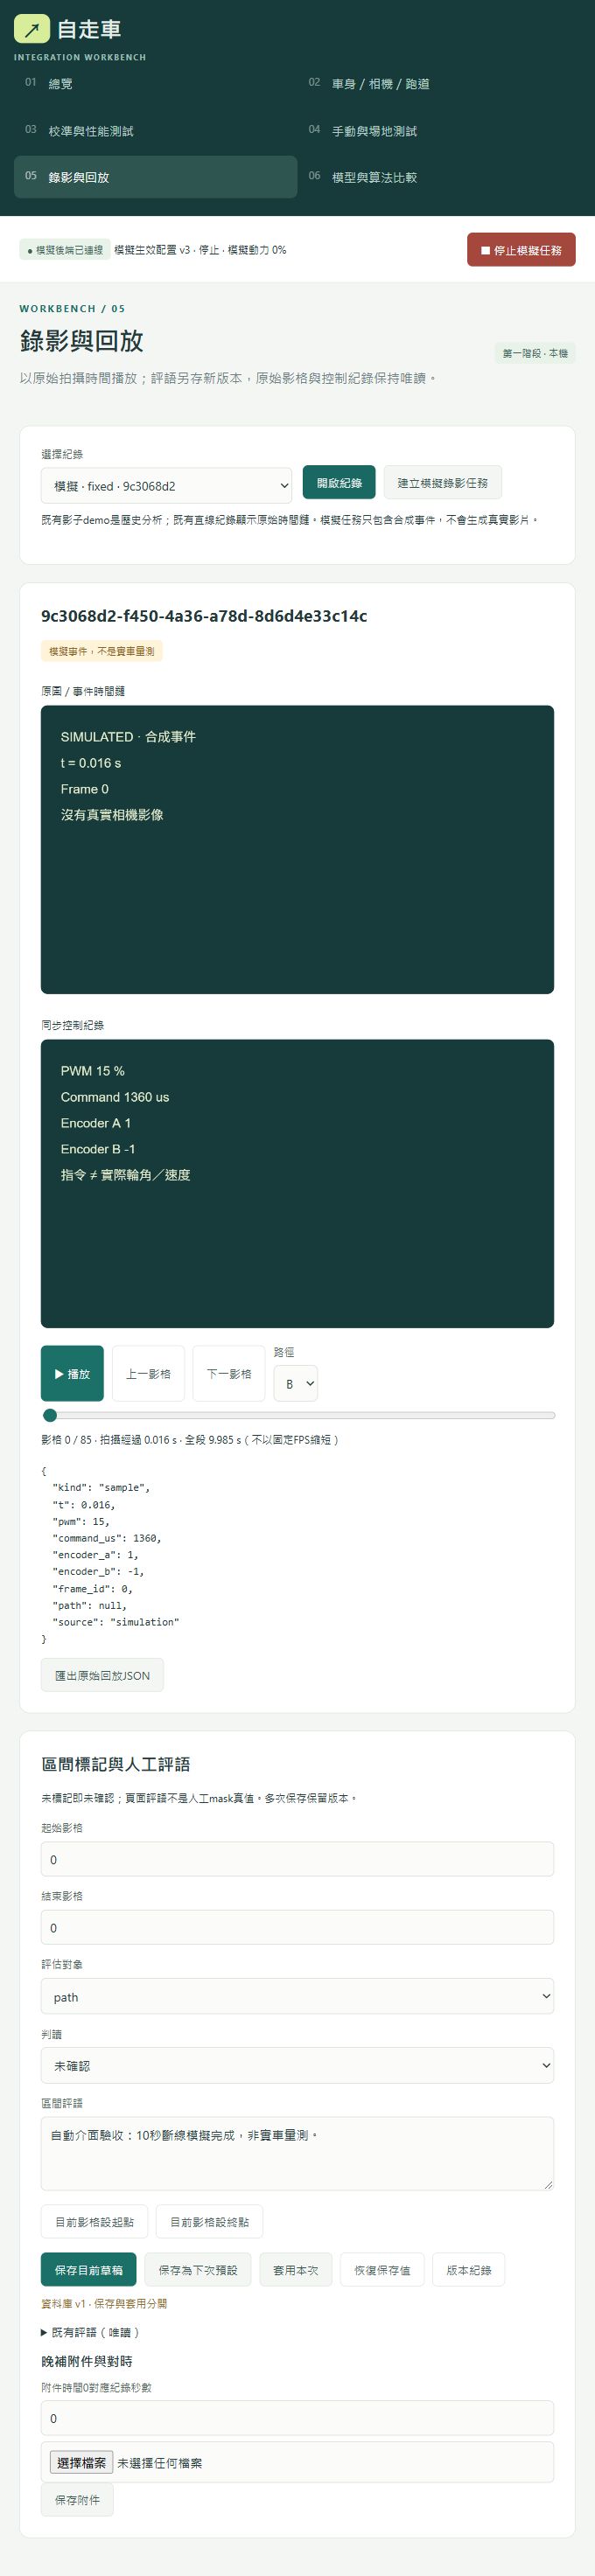 ↗ 自走車
INTEGRATION WORKBENCH
01 總覽
02 車身 / 相機 / 跑道
03 校準與性能測試
04 手動與場地測試
05 錄影與回放
06 模型與算法比較
● 模擬後端已連線 模擬生效配置 v3 · 停止 · 模擬動力 0%
■ 停止模擬任務
WORKBENCH / 05
錄影與回放
第一階段 · 本機
以原始拍攝時間播放；評語另存新版本，原始影格與控制紀錄保持唯讀。
選擇紀錄
模擬 · fixed · 9c3068d2
開啟紀錄
建立模擬錄影任務
既有影子demo是歷史分析；既有直線紀錄顯示原始時間鏈。模擬任務只包含合成事件，不會生成真實影片。
9c3068d2-f450-4a36-a78d-8d6d4e33c14c
模擬事件，不是實車量測
原圖 / 事件時間鏈
SIMULATED · 合成事件
t = 0.016 s
Frame 0
沒有真實相機影像
同步控制紀錄
PWM 15 %
Command 1360 us
Encoder A 1
Encoder B -1
指令 ≠ 實際輪角／速度
▶ 播放
上一影格
下一影格
路徑
B
影格 0 / 85 · 拍攝經過 0.016 s · 全段 9.985 s（不以固定FPS縮短）
{
"kind": "sample",
"t": 0.016,
"pwm": 15,
"command_us": 1360,
"encoder_a": 1,
"encoder_b": -1,
"frame_id": 0,
"path": null,
"source": "simulation"
}
匯出原始回放JSON
區間標記與人工評語
未標記即未確認；頁面評語不是人工mask真值。多次保存保留版本。
起始影格
0
結束影格
0
評估對象
path
判讀
未確認
區間評語
自動介面驗收：10秒斷線模擬完成，非實車量測。
目前影格設起點
目前影格設終點
保存目前草稿
保存為下次預設
套用本次
恢復保存值
版本紀錄
資料庫 v1 · 保存與套用分開
▶ 既有評語（唯讀）
晚補附件與對時
附件時間0對應紀錄秒數
0
選擇檔案 未選擇任何檔案
保存附件